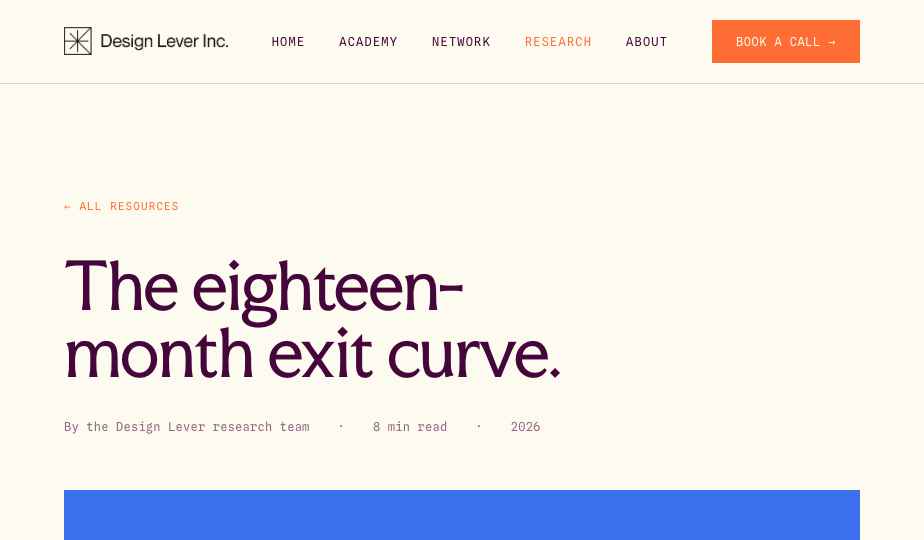 Design Lever Inc.
HOME ACADEMY NETWORK RESEARCH ABOUT BOOK A CALL →
← ALL RESOURCES
The eighteen-
month exit curve.
By the Design Lever research team · 8 min read · 2026